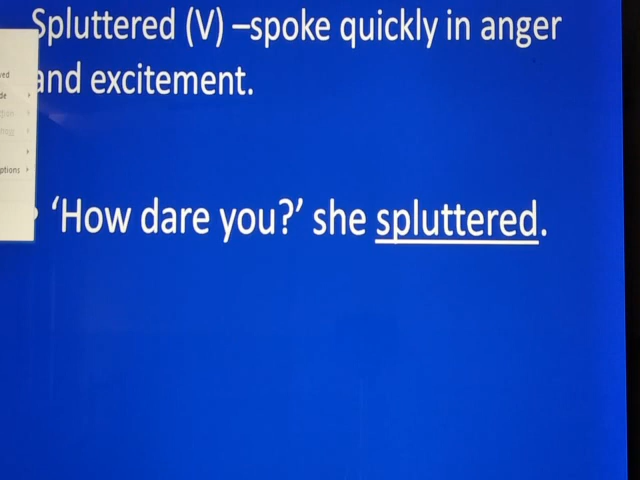 Spluttered (V) –spoke quickly in anger
and excitement.
‘How dare you?’ she spluttered.